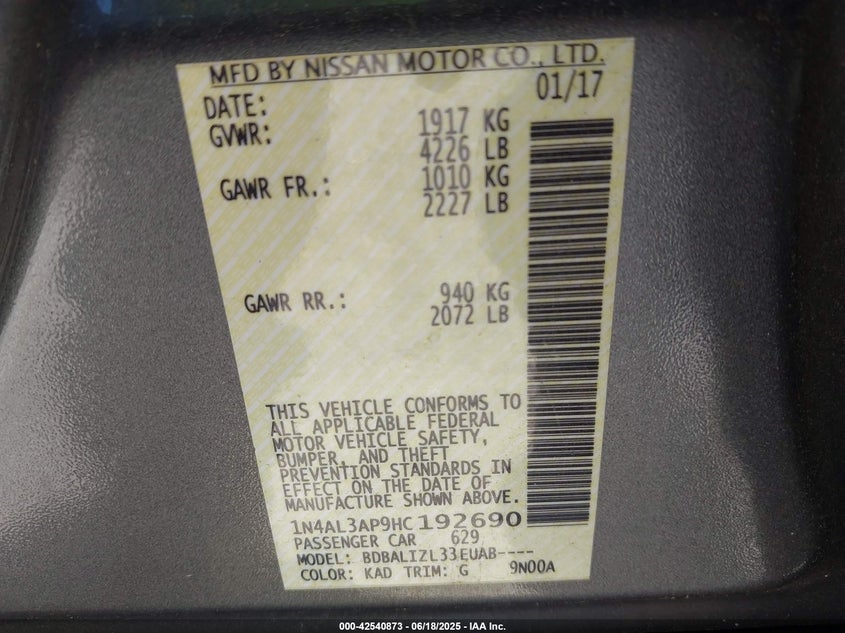 MFD BY NISSAN MOTOR CO., LTD.
DATE: 01/17
GVWR: 1917 KG
4226 LB
GAWR FR.: 1010 KG
2227 LB
GAWR RR.: 940 KG
2072 LB
THIS VEHICLE CONFORMS TO
ALL APPLICABLE FEDERAL
MOTOR VEHICLE SAFETY,
BUMPER, AND THEFT
PREVENTION STANDARDS IN
EFFECT ON THE DATE OF
MANUFACTURE SHOWN ABOVE.
1N4AL3AP9HC192690
PASSENGER CAR 629
MODEL: BDBALIZL33EUAB----
COLOR: KAD TRIM: G 9N00A
000-42540873 / 06/18/2025 - IAA Inc.